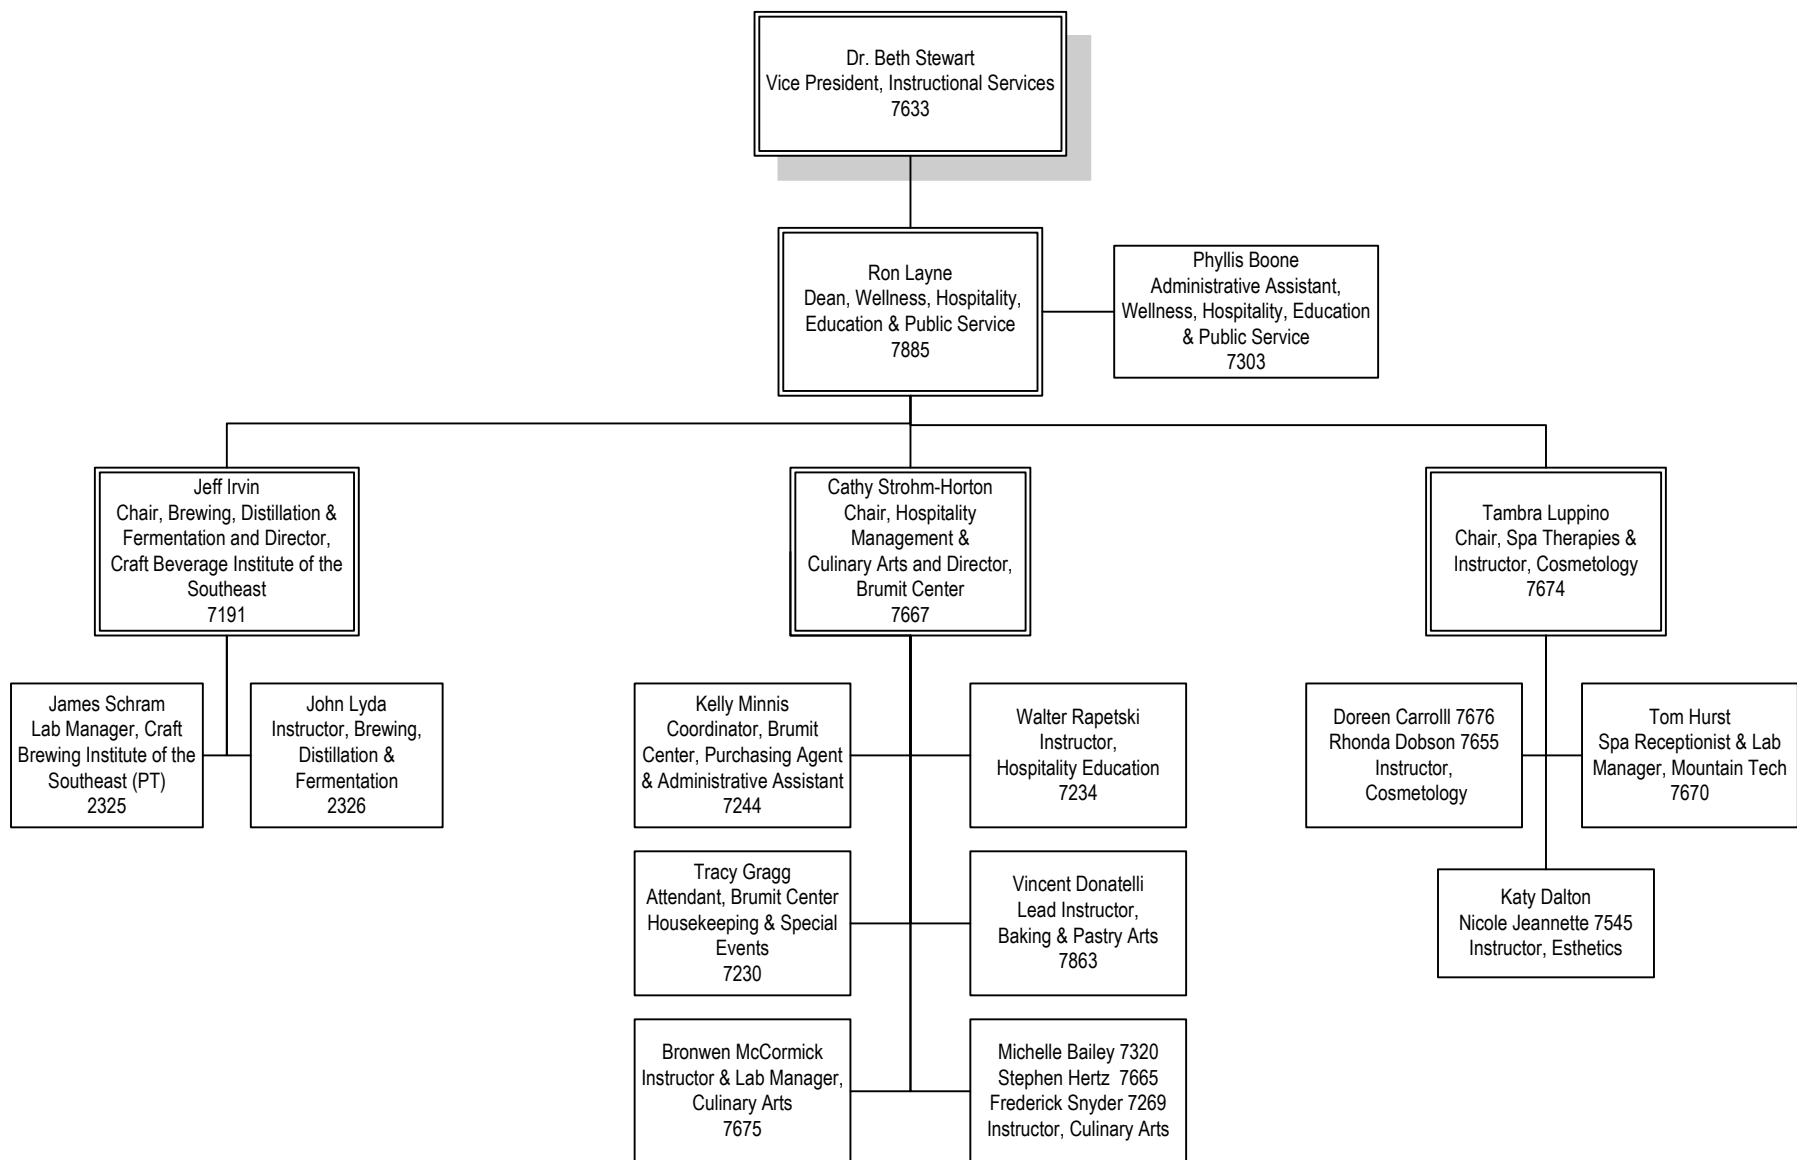 Dr. Beth Stewart
Vice President, Instructional Services
7633
Ron Layne
Dean, Wellness, Hospitality,
Education & Public Service
7885
Phyllis Boone
Administrative Assistant,
Wellness, Hospitality, Education
& Public Service
7303
Jeff Irvin
Chair, Brewing, Distillation &
Fermentation and Director,
Craft Beverage Institute of the
Southeast
7191
Cathy Strohm-Horton
Chair, Hospitality
Management &
Culinary Arts and Director,
Brumit Center
7667
Tambra Luppino
Chair, Spa Therapies &
Instructor, Cosmetology
7674
James Schram
Lab Manager, Craft
Brewing Institute of the
Southeast (PT)
2325
John Lyda
Instructor, Brewing,
Distillation &
Fermentation
2326
Kelly Minnis
Coordinator, Brumit
Center, Purchasing Agent
& Administrative Assistant
7244
Walter Rapetski
Instructor,
Hospitality Education
7234
Doreen Carrolll 7676
Rhonda Dobson 7655
Instructor,
Cosmetology
Tom Hurst
Spa Receptionist & Lab
Manager, Mountain Tech
7670
Tracy Gragg
Attendant, Brumit Center
Housekeeping & Special
Events
7230
Vincent Donatelli
Lead Instructor,
Baking & Pastry Arts
7863
Katy Dalton
Nicole Jeannette 7545
Instructor, Esthetics
Bronwen McCormick
Instructor & Lab Manager,
Culinary Arts
7675
Michelle Bailey 7320
Stephen Hertz  7665
Frederick Snyder 7269
Instructor, Culinary Arts